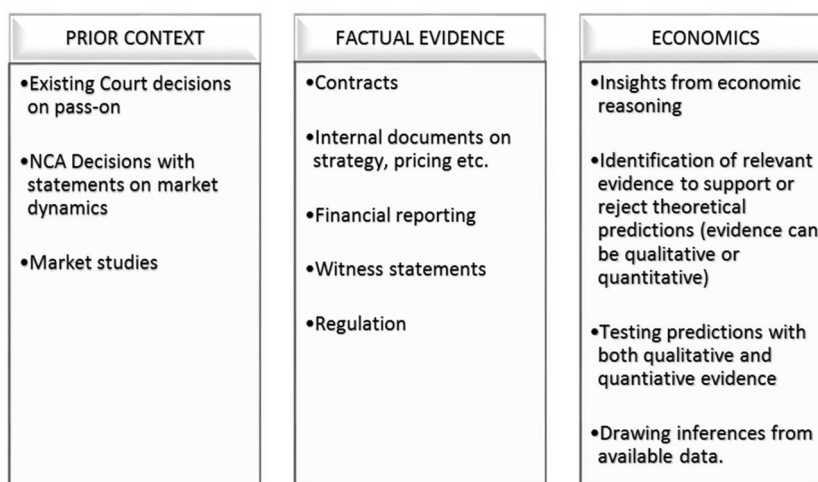 PRIOR CONTEXT
•Existing Court decisions
on pass-on
•NCA Decisions with
statements on market
dynamics
•Market studies
FACTUAL EVIDENCE
•Contracts
•Internal documents on
strategy, pricing etc.
•Financial reporting
•Witness statements
•Regulation
ECONOMICS
•Insights from economic
reasoning
•Identification of relevant
evidence to support or
reject theoretical
predictions (evidence can
be qualitative or
quantitative)
•Testing predictions with
both qualitative and
quantiative evidence
•Drawing inferences from
available data.